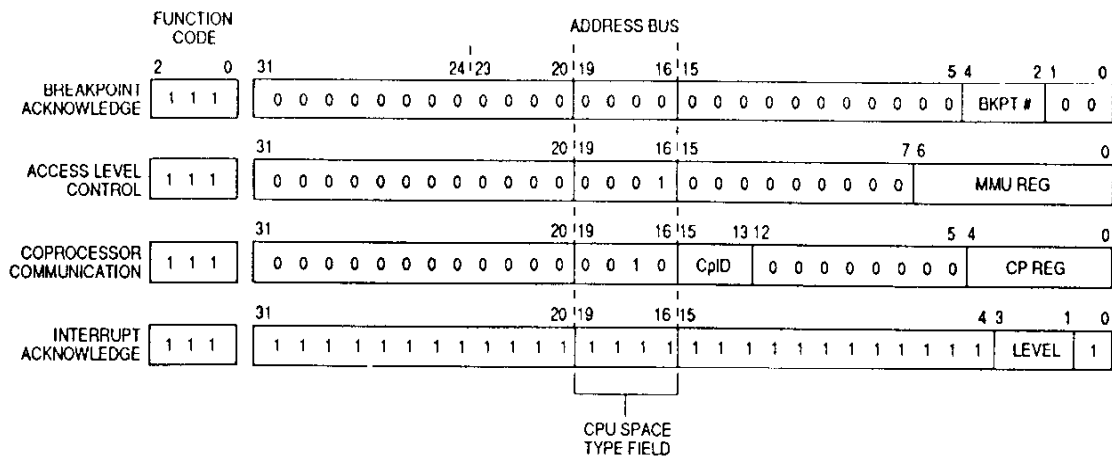 FUNCTION
CODE
ADDRESS BUS
2 0 31 24 23 20 19 16 15 5 4 2 1 0
BREAKPOINT
ACKNOWLEDGE
1 1 1 0 0 0 0 0 0 0 0 0 0 0 0 0 0 0 0 0 0 0 0 0 0 0 0 0 0 0 BKPT # 0 0
31 20 19 16 15 7 6 0
ACCESS LEVEL
CONTROL
1 1 1 0 0 0 0 0 0 0 0 0 0 0 0 0 0 0 1 0 0 0 0 0 0 0 0 0 MMU REG
31 20 19 16 15 13 12 5 4 0
COPROCESSOR
COMMUNICATION
1 1 1 0 0 0 0 0 0 0 0 0 0 0 0 0 0 1 0 CpID 0 0 0 0 0 0 0 0 CP REG
31 20 19 16 15 4 3 1 0
INTERRUPT
ACKNOWLEDGE
1 1 1 1 1 1 1 1 1 1 1 1 1 1 1 1 1 1 1 1 1 1 1 1 1 1 1 1 1 1 1 LEVEL 1
CPU SPACE
TYPE FIELD